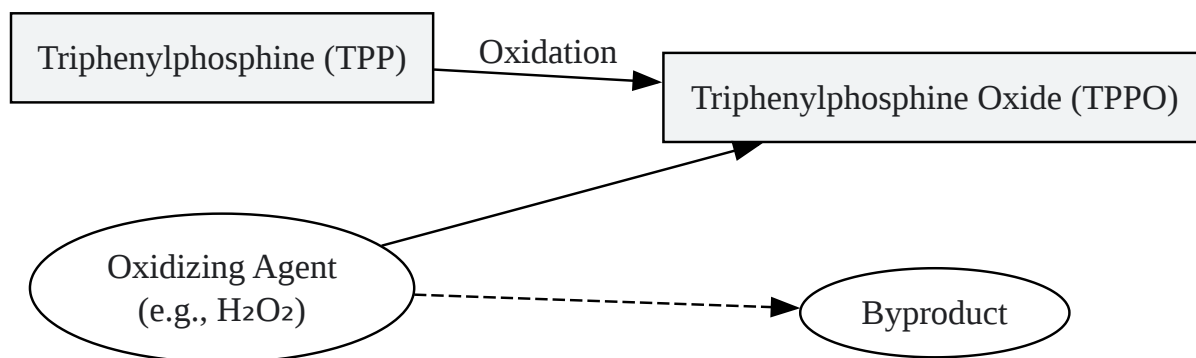 Triphenylphosphine (TPP)
Oxidation
Triphenylphosphine Oxide (TPPO)
Oxidizing Agent
(e.g., H₂O₂)
Byproduct